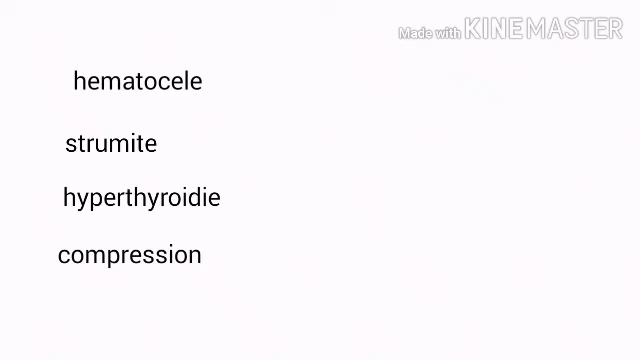 Made with KINEMASTER
hematocele
strumite
hyperthyroidie
compression